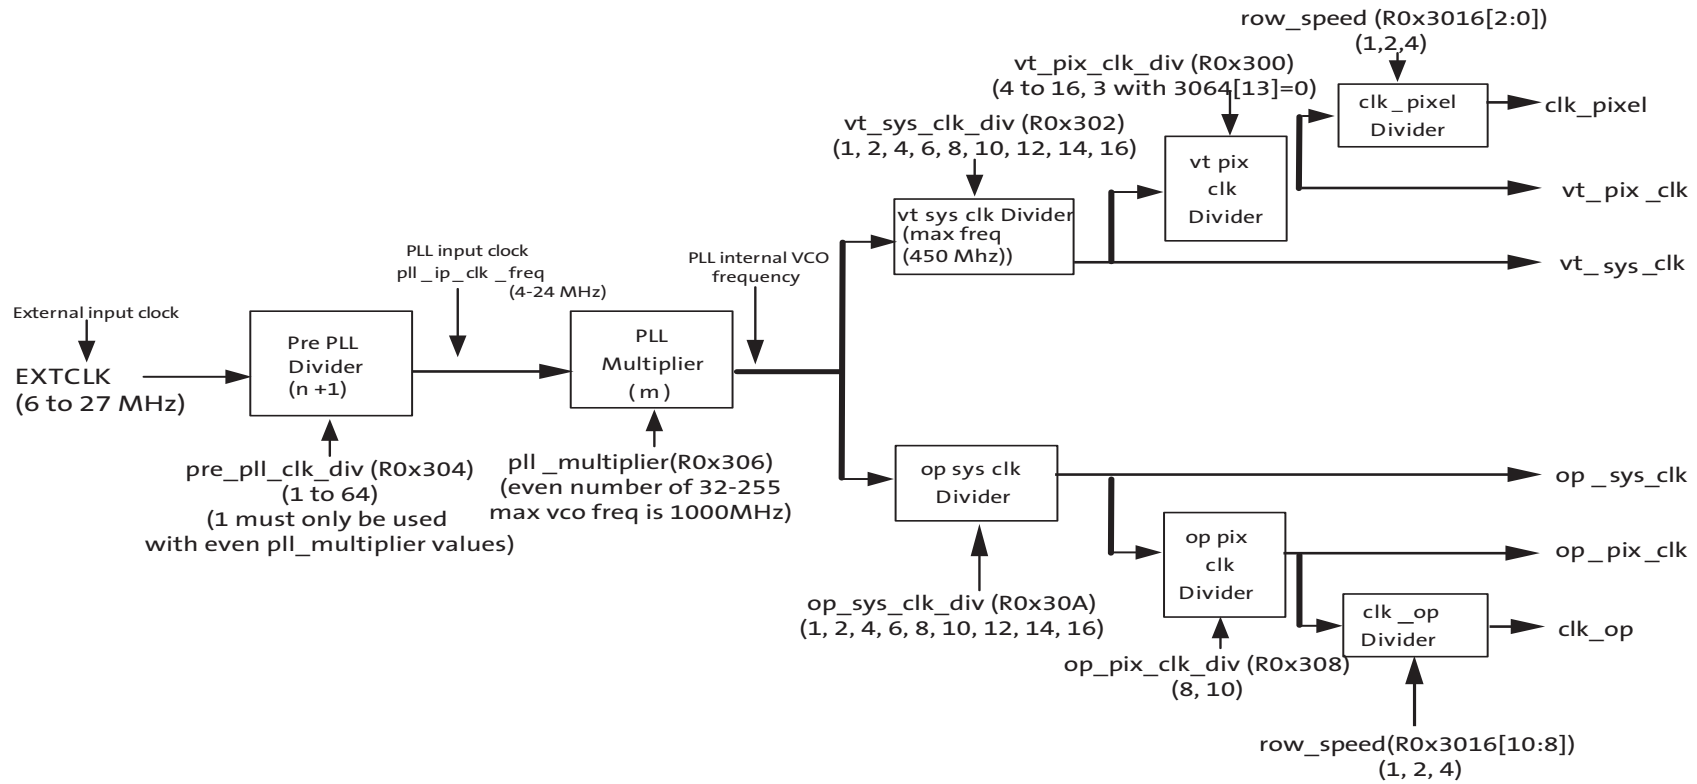 row_speed (R0x3016[2:0])
(1,2,4)
vt_pix_clk_div (R0x300)
(4 to 16, 3 with 3064[13]=0)
clk_pixel
Divider
clk_pixel
vt_sys_clk_div (R0x302)
(1, 2, 4, 6, 8, 10, 12, 14, 16)
vt pix
clk
Divider
vt_pix_clk
vt sys clk Divider
(max freq
(450 Mhz))
vt_sys_clk
PLL input clock
pll_ip_clk_freq
(4-24 MHz)
PLL internal VCO
frequency
External input clock
EXTCLK
(6 to 27 MHz)
Pre PLL
Divider
(n +1)
PLL
Multiplier
(m)
pre_pll_clk_div (R0x304)
(1 to 64)
(1 must only be used
with even pll_multiplier values)
pll _multiplier(R0x306)
(even number of 32-255
max vco freq is 1000MHz)
op sys clk
Divider
op_sys_clk
op pix
clk
Divider
op_pix_clk
op_sys_clk_div (R0x30A)
(1, 2, 4, 6, 8, 10, 12, 14, 16)
clk _op
Divider
clk_op
op_pix_clk_div (R0x308)
(8, 10)
row_speed(R0x3016[10:8])
(1, 2, 4)